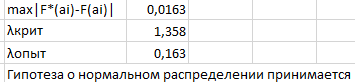 max|F*(ai)-F(ai)| 0,0163
λкрит 1,358
λопыт 0,163
Гипотеза о нормальном распределении принимается